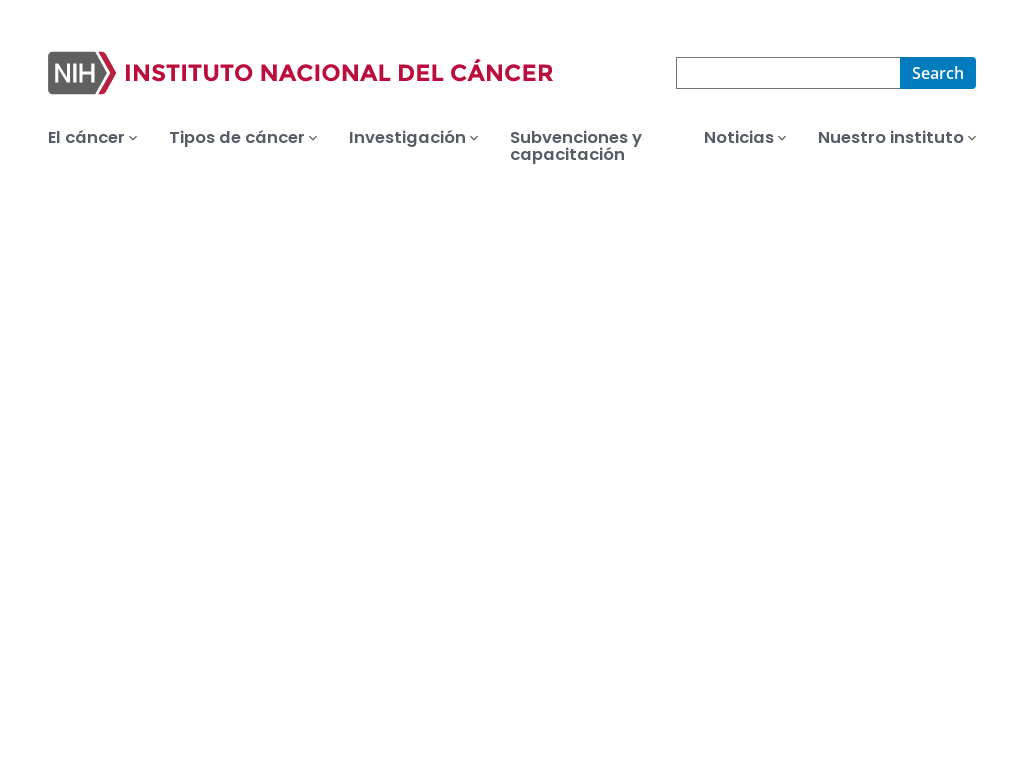 NIH INSTITUTO NACIONAL DEL CÁNCER
Search
El cáncer
Tipos de cáncer
Investigación
Subvenciones y
capacitación
Noticias
Nuestro instituto